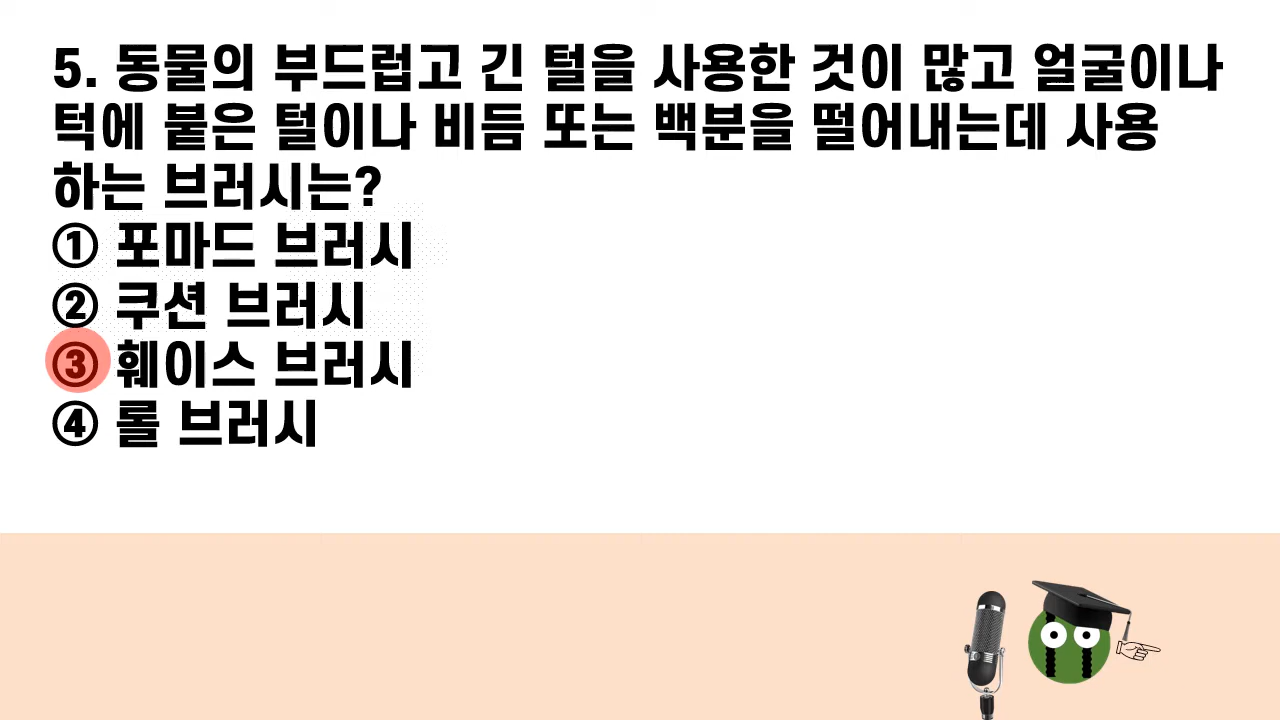 5. 동물의 부드럽고 긴 털을 사용한 것이 많고 얼굴이나
턱에 붙은 털이나 비듬 또는 백분을 떨어내는데 사용
하는 브러시는?
① 포마드 브러시
② 쿠션 브러시
③ 훼이스 브러시
④ 롤 브러시